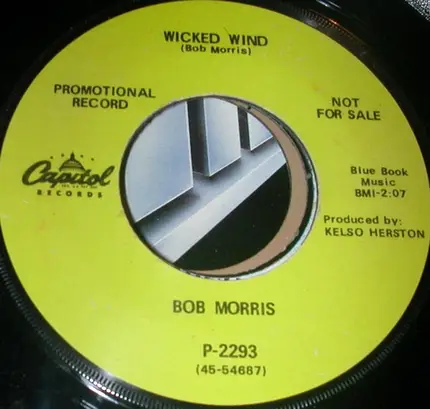 WICKED WIND
(Bob Morris)
PROMOTIONAL
RECORD
NOT
FOR SALE
Capitol
RECORDS
Blue Book
Music
BMI-2:07
Produced by:
KELSO HERSTON
BOB MORRIS
P-2293
(45-54687)